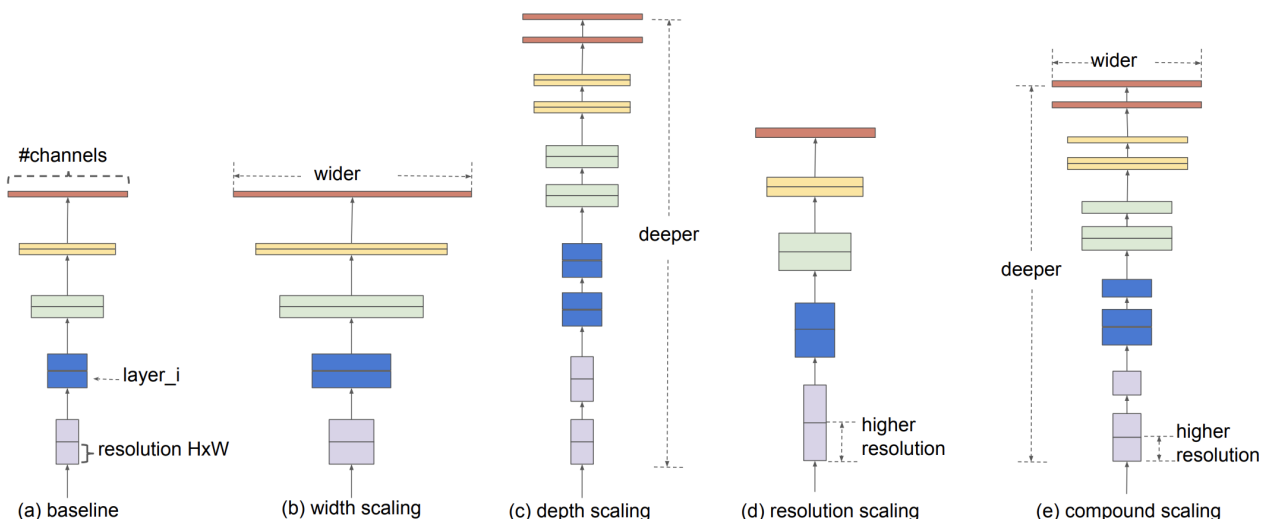 #channels
layer_i
resolution HxW
(a) baseline
wider
(b) width scaling
deeper
(c) depth scaling
higher
resolution
(d) resolution scaling
wider
deeper
higher
resolution
(e) compound scaling